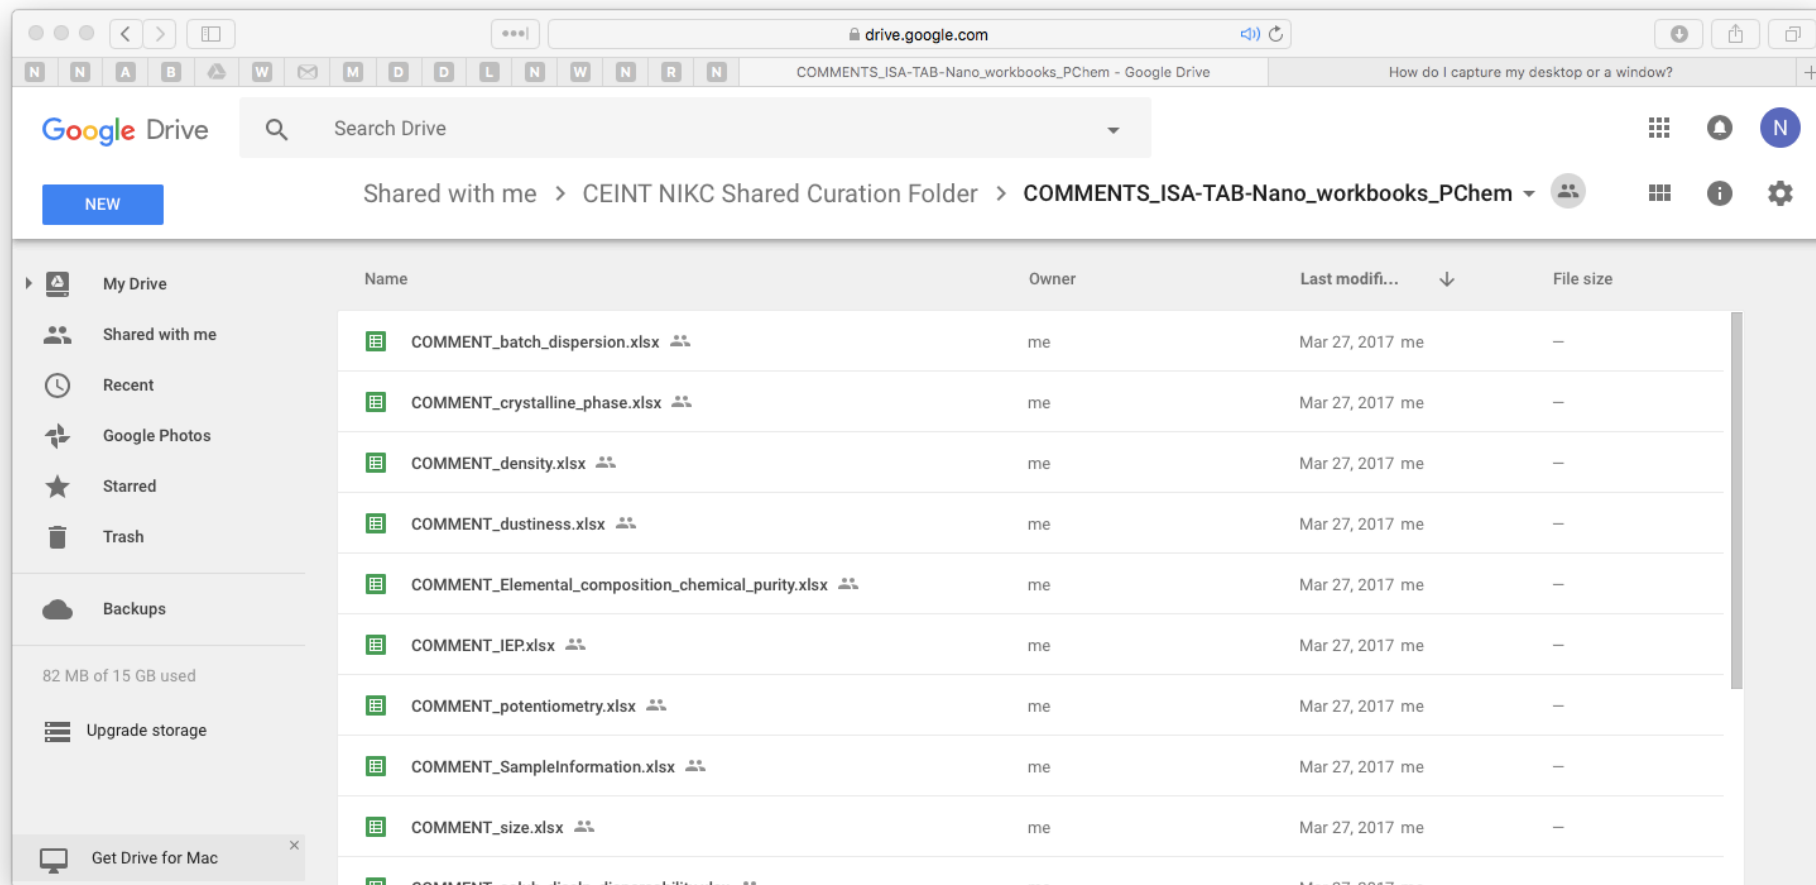 drive.google.com
N N A B W M D D L N W N R N COMMENTS_ISA-TAB-Nano_workbooks_PChem - Google Drive How do I capture my desktop or a window? +
Google Drive Search Drive N
NEW Shared with me > CEINT NIKC Shared Curation Folder > COMMENTS_ISA-TAB-Nano_workbooks_PChem
My Drive
Shared with me
Recent
Google Photos
Starred
Trash
Backups
82 MB of 15 GB used
Upgrade storage
Get Drive for Mac ×
Name Owner Last modifi... File size
COMMENT_batch_dispersion.xlsx me Mar 27, 2017 me —
COMMENT_crystalline_phase.xlsx me Mar 27, 2017 me —
COMMENT_density.xlsx me Mar 27, 2017 me —
COMMENT_dustiness.xlsx me Mar 27, 2017 me —
COMMENT_Elemental_composition_chemical_purity.xlsx me Mar 27, 2017 me —
COMMENT_IEP.xlsx me Mar 27, 2017 me —
COMMENT_potentiometry.xlsx me Mar 27, 2017 me —
COMMENT_SampleInformation.xlsx me Mar 27, 2017 me —
COMMENT_size.xlsx me Mar 27, 2017 me —